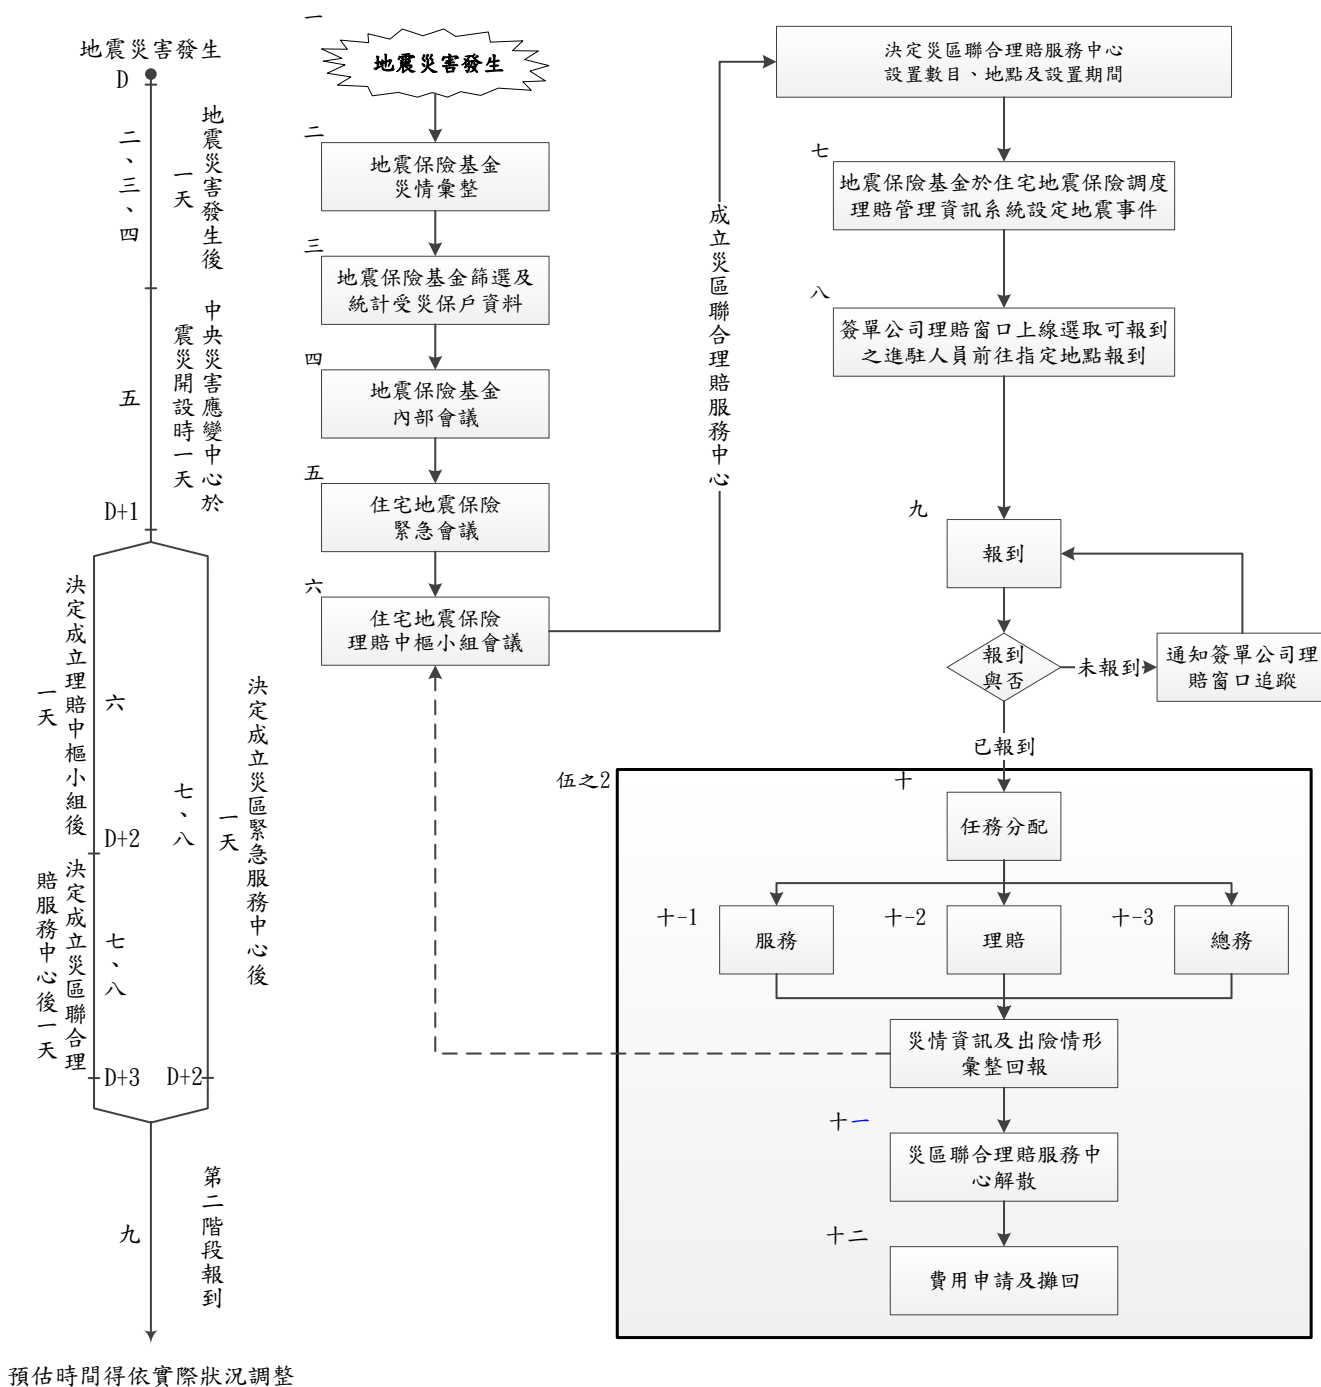 地震災害發生
D
地震災害發生後
一天
二、三、四
中央災害應變中心於
震災開設時一天
五
D+1
決定成立理賠中樞小組後
一天
六
D+2
決定成立災區聯合理
賠服務中心後一天
七、八
D+3
決定成立災區緊急服務中心後
一天
七、八
D+2
第二階段報到
九
預估時間得依實際狀況調整
一
地震災害發生
二
地震保險基金
災情彙整
三
地震保險基金篩選及
統計受災保戶資料
四
地震保險基金
內部會議
五
住宅地震保險
緊急會議
六
住宅地震保險
理賠中樞小組會議
成立災區聯合理賠服務中心
決定災區聯合理賠服務中心
設置數目、地點及設置期間
七
地震保險基金於住宅地震保險調度
理賠管理資訊系統設定地震事件
八
簽單公司理賠窗口上線選取可報到
之進駐人員前往指定地點報到
九
報到
報到
與否
未報到
通知簽單公司理
賠窗口追蹤
已報到
伍之2
十
任務分配
十-1
服務
十-2
理賠
十-3
總務
災情資訊及出險情形
彙整回報
十一
災區聯合理賠服務中
心解散
十二
費用申請及攤回